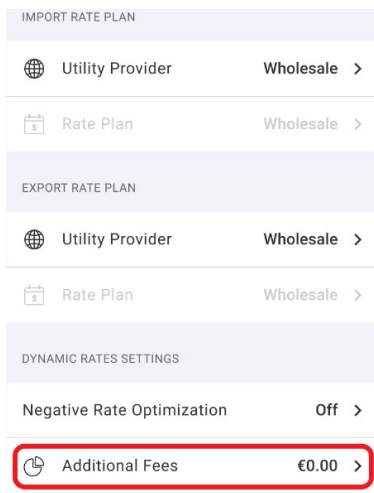 IMPORT RATE PLAN
Utility Provider Wholesale >
$ Rate Plan Wholesale >
EXPORT RATE PLAN
Utility Provider Wholesale >
$ Rate Plan Wholesale >
DYNAMIC RATES SETTINGS
Negative Rate Optimization Off >
Additional Fees €0.00 >